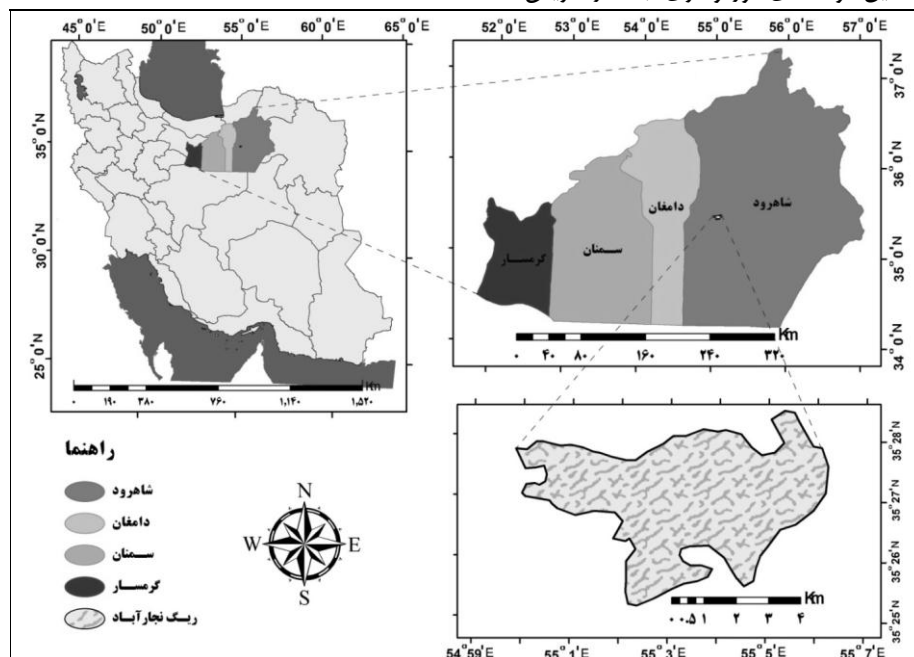 45°0'E 50°0'E 55°0'E 60°0'E 65°0'E
35°0'0"N
30°0'0"N
25°0'0"N
Km
۰ ۱۹۰ ۳۸۰ ۷۶۰ ۱,۱۴۰ ۱,۵۲۰
52°0'E 53°0'E 54°0'E 55°0'E 56°0'E 57°0'E
37°0'N
36°0'N
35°0'N
34°0'N
شاهرود
دامغان
سمنان
گرمسار
Km
۰ ۴۰ ۸۰ ۱۶۰ ۲۴۰ ۳۲۰
راهنما
شاهرود
دامغان
سمنان
گرمسار
ریگ نجارآباد
N
W E
S
35°28'N
35°27'N
35°26'N
35°25'N
Km
۰ ۰.۵ ۱ ۲ ۳ ۴
54°59'E 55°1'E 55°3'E 55°5'E 55°7'E